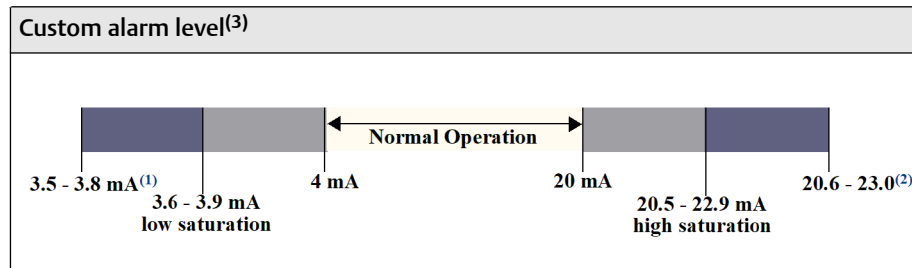 Custom alarm level(3)
Normal Operation
3.5 - 3.8 mA(1)
3.6 - 3.9 mA
low saturation
4 mA
20 mA
20.5 - 22.9 mA
high saturation
20.6 - 23.0(2)